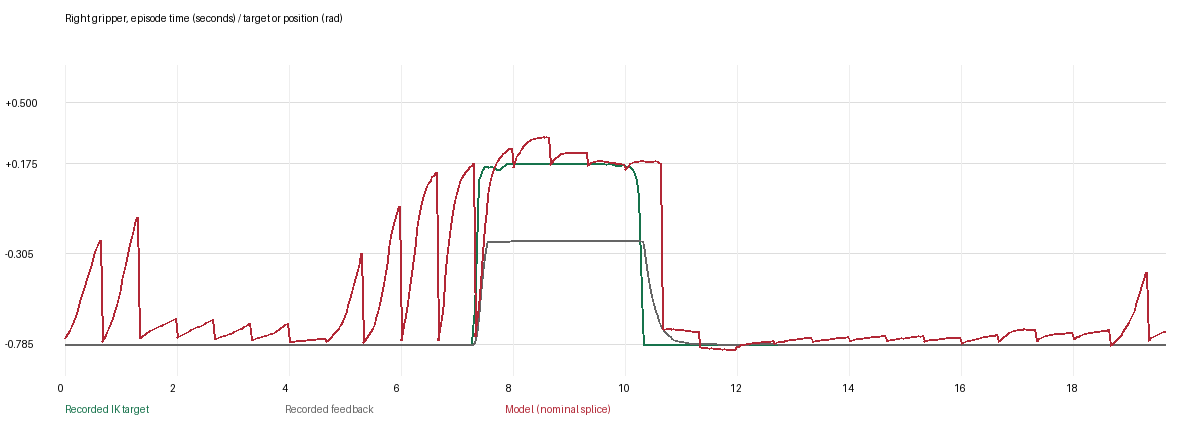 Right gripper, episode time (seconds) / target or position (rad)
+0.500
+0.175
-0.305
-0.785
0 2 4 6 8 10 12 14 16 18
Recorded IK target Recorded feedback Model (nominal splice)